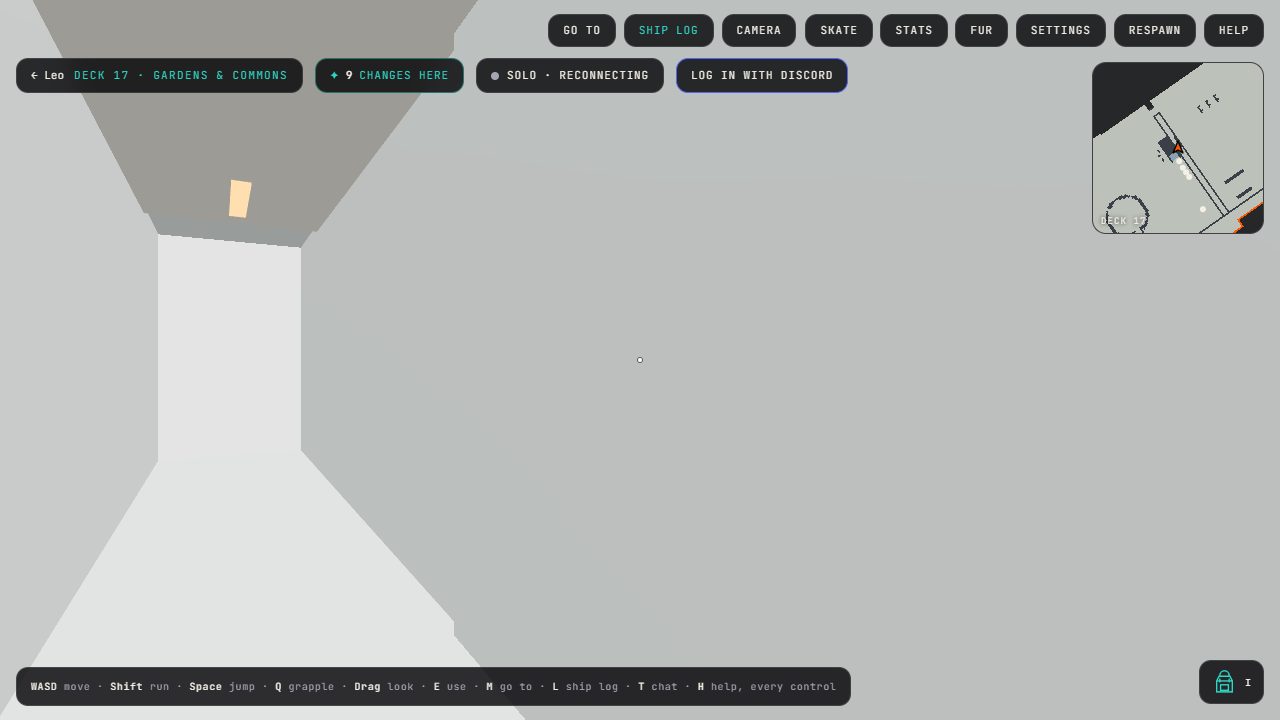 GO TO
SHIP LOG
CAMERA
SKATE
STATS
FUR
SETTINGS
RESPAWN
HELP
← Leo DECK 17 · GARDENS & COMMONS
✦ 9 CHANGES HERE
SOLO · RECONNECTING
LOG IN WITH DISCORD
DECK 17
WASD move · Shift run · Space jump · Q grapple · Drag look · E use · M go to · L ship log · T chat · H help, every control
I